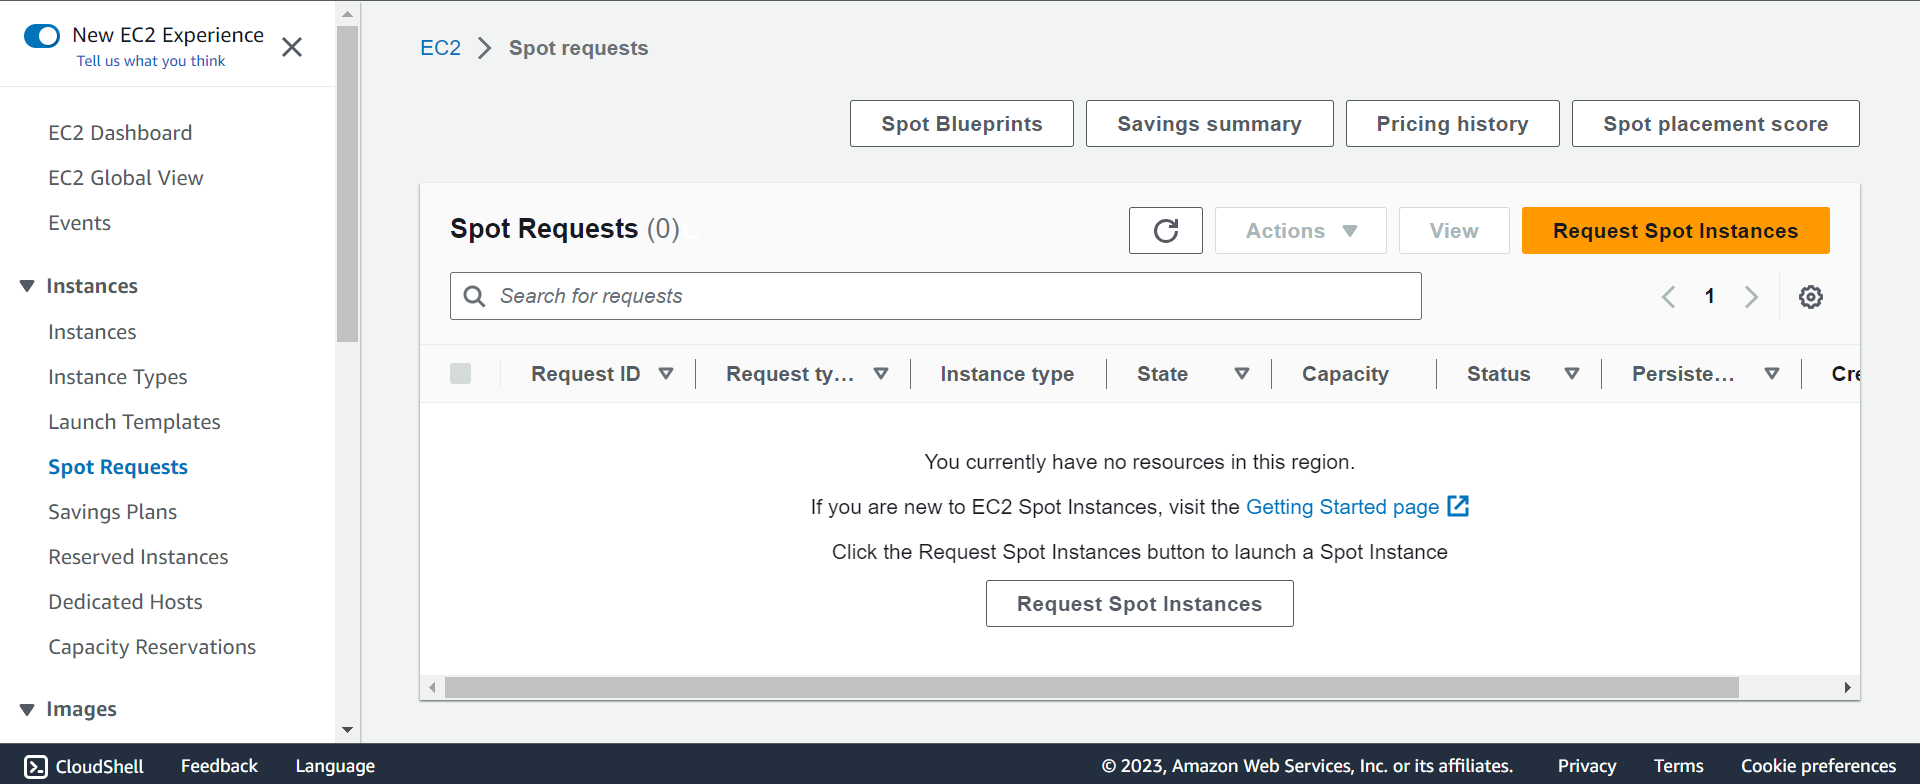 New EC2 Experience
Tell us what you think
EC2 Dashboard
EC2 Global View
Events
Instances
Instances
Instance Types
Launch Templates
Spot Requests
Savings Plans
Reserved Instances
Dedicated Hosts
Capacity Reservations
Images
EC2 Spot requests
Spot Blueprints Savings summary Pricing history Spot placement score
Spot Requests (0)
Actions View Request Spot Instances
Search for requests
1
Request ID Request ty... Instance type State Capacity Status Persiste... Cre
You currently have no resources in this region.
If you are new to EC2 Spot Instances, visit the Getting Started page
Click the Request Spot Instances button to launch a Spot Instance
Request Spot Instances
CloudShell Feedback Language © 2023, Amazon Web Services, Inc. or its affiliates. Privacy Terms Cookie preferences